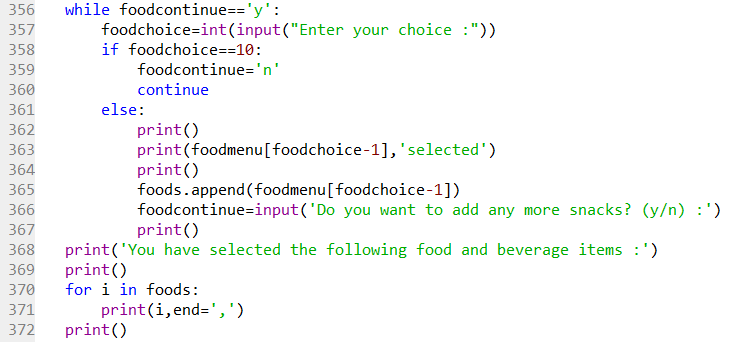 356 while foodcontinue=='y':
357 foodchoice=int(input("Enter your choice :"))
358 if foodchoice==10:
359 foodcontinue='n'
360 continue
361 else:
362 print()
363 print(foodmenu[foodchoice-1],'selected')
364 print()
365 foods.append(foodmenu[foodchoice-1])
366 foodcontinue=input('Do you want to add any more snacks? (y/n) :')
367 print()
368 print('You have selected the following food and beverage items :')
369 print()
370 for i in foods:
371 print(i,end=',')
372 print()